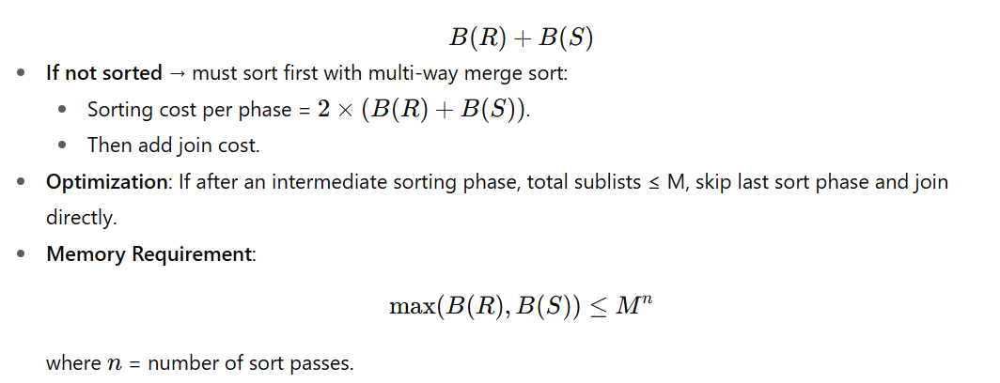 B(R) + B(S)
• If not sorted → must sort first with multi-way merge sort:
• Sorting cost per phase = 2 × (B(R) + B(S)).
• Then add join cost.
• Optimization: If after an intermediate sorting phase, total sublists ≤ M, skip last sort phase and join
directly.
• Memory Requirement:
max(B(R), B(S)) ≤ Mⁿ
where n = number of sort passes.